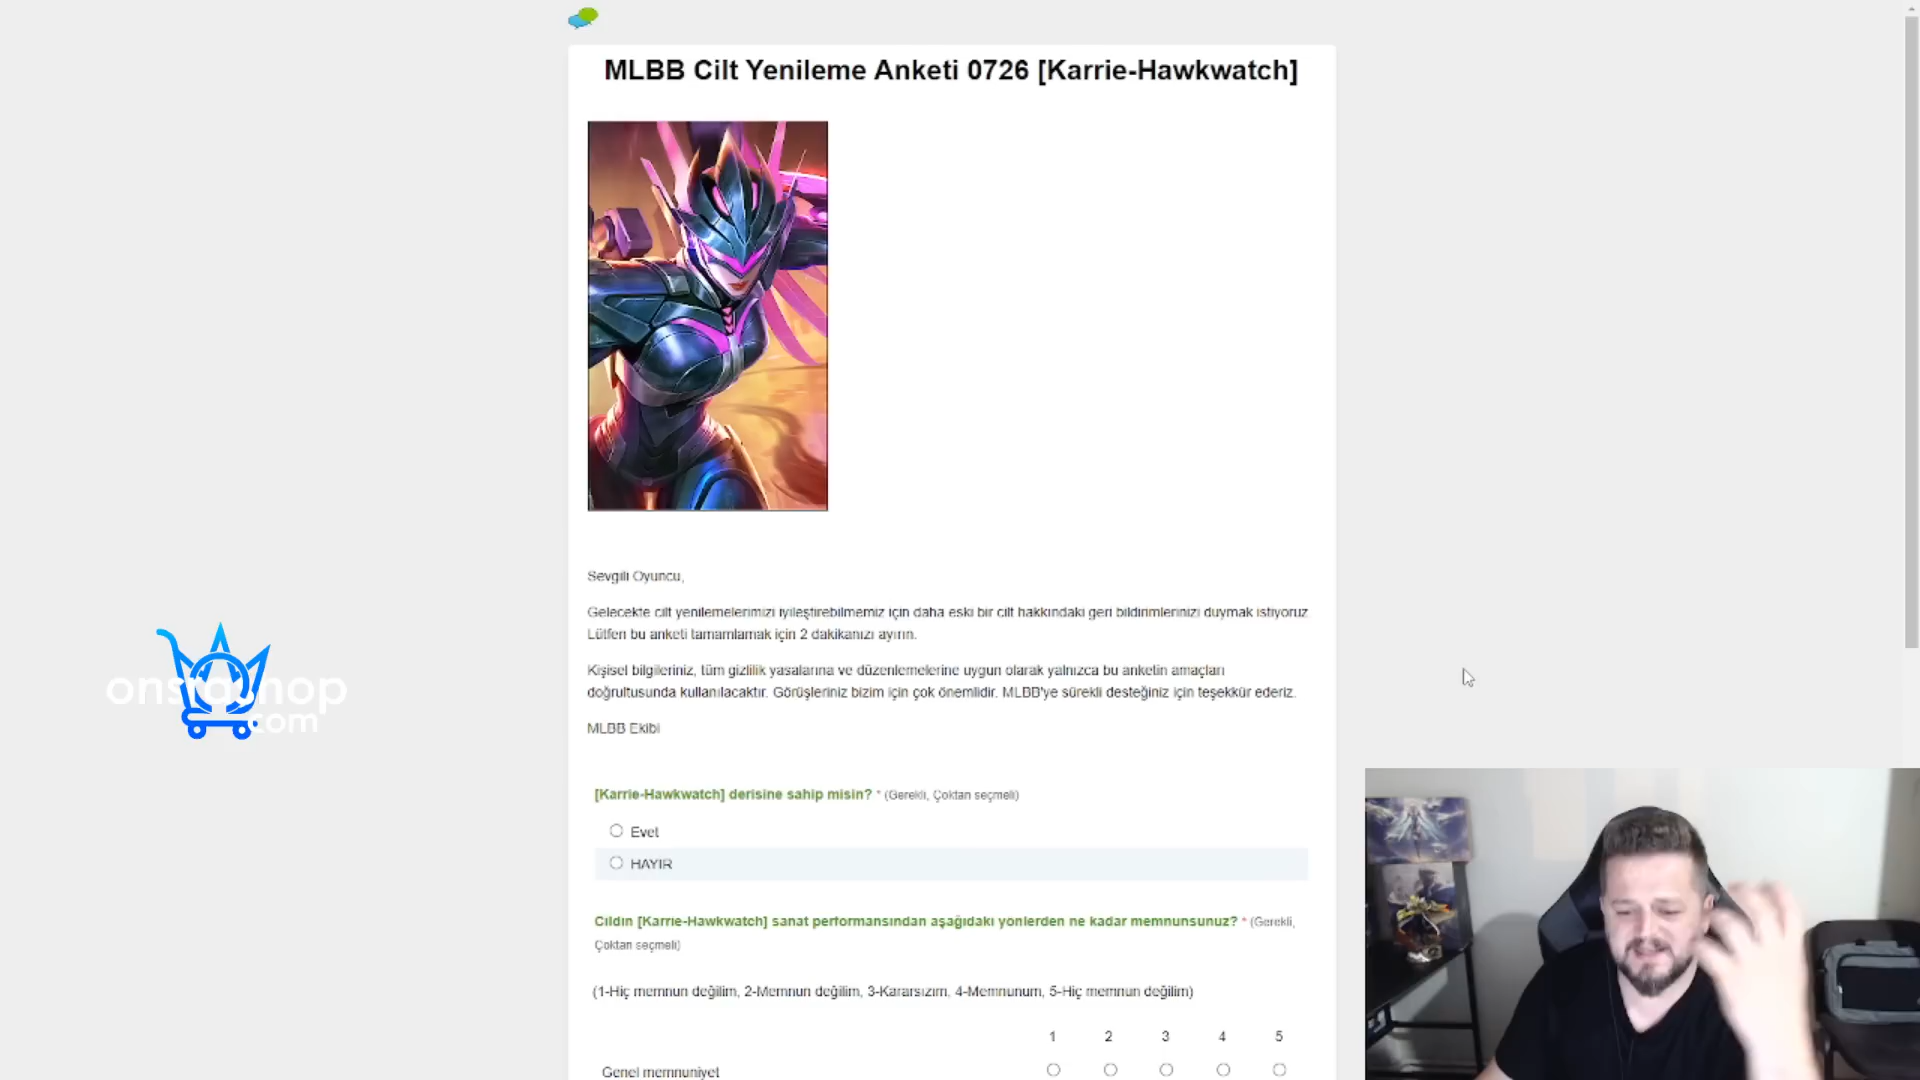 MLBB Cilt Yenileme Anketi 0726 [Karrie-Hawkwatch]
Sevgili Oyuncu,
Gelecekte cilt yenilemelerimizi iyileştirebilmemiz için daha eski bir cilt hakkındaki geri bildirimlerinizi duymak istiyoruz
Lütfen bu anketi tamamlamak için 2 dakikanızı ayırın.
Kişisel bilgileriniz, tüm gizlilik yasalarına ve düzenlemelerine uygun olarak yalnızca bu anketin amaçları
doğrultusunda kullanılacaktır. Görüşleriniz bizim için çok önemlidir. MLBB'ye sürekli desteğiniz için teşekkür ederiz.
MLBB Ekibi
[Karrie-Hawkwatch] derisine sahip misin? * (Gerekli, Çoktan seçmeli)
Evet
HAYIR
Cildin [Karrie-Hawkwatch] sanat performansından aşağıdaki yönlerden ne kadar memnunsunuz? * (Gerekli,
Çoktan seçmeli)
(1-Hiç memnun değilim, 2-Memnun değilim, 3-Kararsızım, 4-Memnunum, 5-Hiç memnun değilim)
1 2 3 4 5
Genel memnuniyet
.com